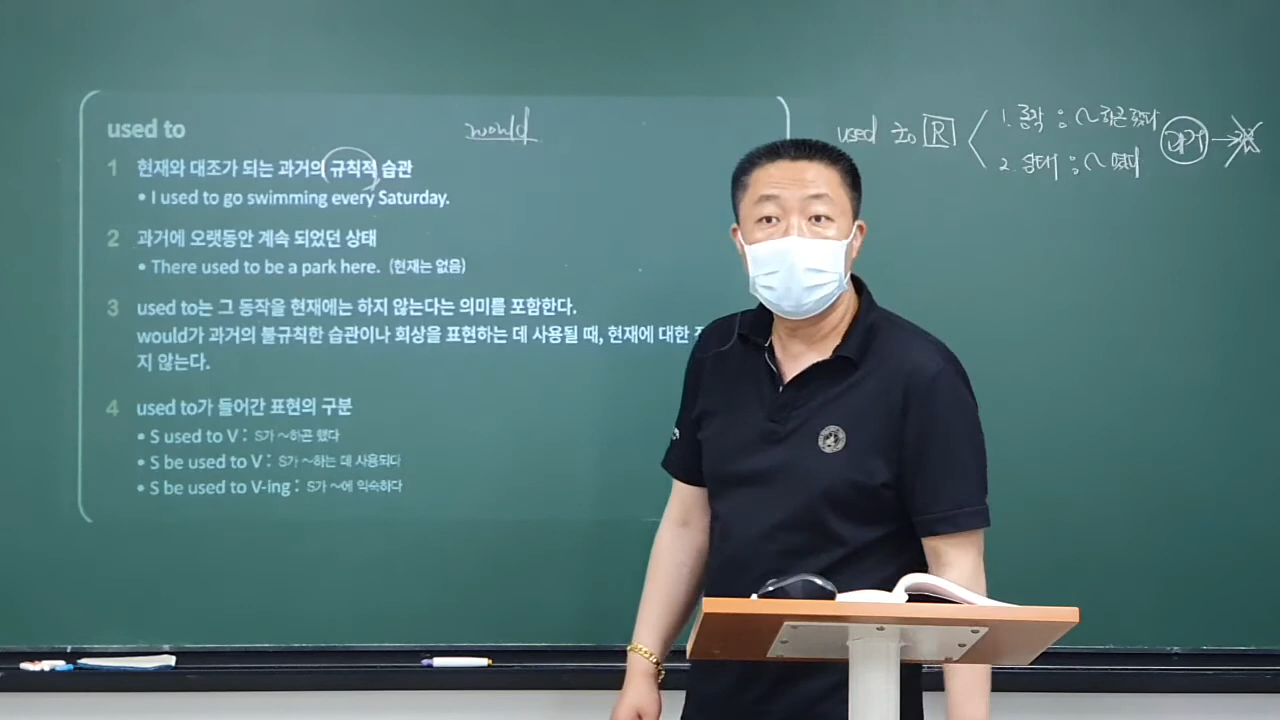 used to
would
1 현재와 대조가 되는 과거의 규칙적 습관
• I used to go swimming every Saturday.
2 과거에 오랫동안 계속 되었던 상태
• There used to be a park here. (현재는 없음)
3 used to는 그 동작을 현재에는 하지 않는다는 의미를 포함한다.
would가 과거의 불규칙한 습관이나 회상을 표현하는 데 사용될 때, 현재에 대한
지 않는다.
4 used to가 들어간 표현의 구분
• S used to V : S가 ~하곤 했다
• S be used to V : S가 ~하는 데 사용되다
• S be used to V-ing : S가 ~에 익숙하다
used to R
1. 동작 : ~하곤 했다
2. 상태 : ~였다
과거 →